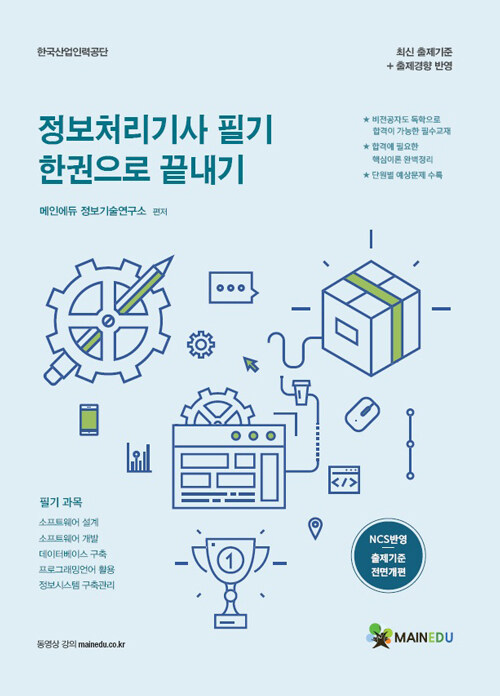 한국산업인력공단
최신 출제기준
+ 출제경향 반영
정보처리기사 필기
한권으로 끝내기
메인에듀 정보기술연구소 편저
★ 비전공자도 독학으로
합격이 가능한 필수교재
★ 합격에 필요한
핵심이론 완벽정리
★ 단원별 예상문제 수록
</>
1
필기 과목
소프트웨어 설계
소프트웨어 개발
데이터베이스 구축
프로그래밍언어 활용
정보시스템 구축관리
NCS반영
출제기준
전면개편
동영상 강의 mainedu.co.kr
MAINEDU